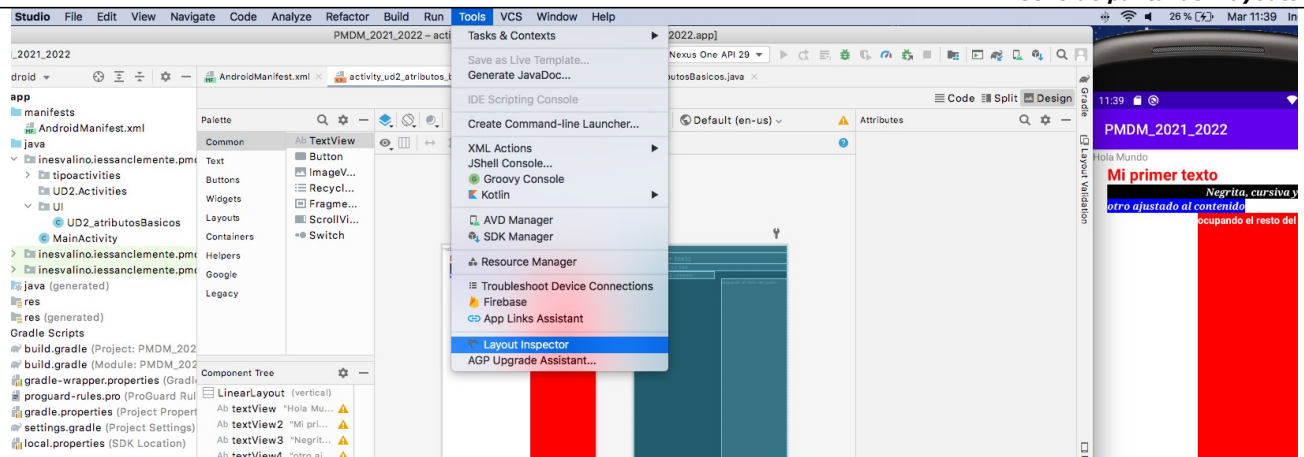 Studio File Edit View Navigate Code Analyze Refactor Build Run Tools VCS Window Help
26 % Mar 11:39
PMDM_2021_2022 – acti
2022.app]
_2021_2022
Nexus One API 29
droid
AndroidManifest.xml
activity_ud2_atributos_b
utosBasicos.java
Code Split Design
app
manifests
AndroidManifest.xml
java
inesvalino.iessanclemente.pmd
tipoactivities
UD2.Activities
UI
UD2_atributosBasicos
MainActivity
inesvalino.iessanclemente.pmd
inesvalino.iessanclemente.pmd
java (generated)
res
res (generated)
Gradle Scripts
build.gradle (Project: PMDM_202
build.gradle (Module: PMDM_202
gradle-wrapper.properties (Gradle
proguard-rules.pro (ProGuard Rul
gradle.properties (Project Propert
settings.gradle (Project Settings)
local.properties (SDK Location)
Palette
Common
Text
Buttons
Widgets
Layouts
Containers
Helpers
Google
Legacy
Ab TextView
Button
ImageV...
Recycl...
Fragme...
ScrollVi...
Switch
Component Tree
LinearLayout (vertical)
Ab textView "Hola Mu...
Ab textView2 "Mi pri...
Ab textView3 "Negrit...
Ab textView4 "otro aj...
Tasks & Contexts
Save as Live Template...
Generate JavaDoc...
IDE Scripting Console
Create Command-line Launcher...
XML Actions
JShell Console...
Groovy Console
Kotlin
AVD Manager
SDK Manager
Resource Manager
Troubleshoot Device Connections
Firebase
App Links Assistant
Layout Inspector
AGP Upgrade Assistant...
Default (en-us)
Attributes
Gradle
Layout Validation
11:39
PMDM_2021_2022
Hola Mundo
Mi primer texto
Negrita, cursiva y
otro ajustado al contenido
ocupando el resto del